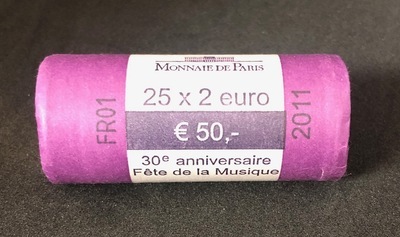 MONNAIE DE PARIS
25 x 2 euro
€ 50,-
30e anniversaire
Fête de la Musique
FR01
2011